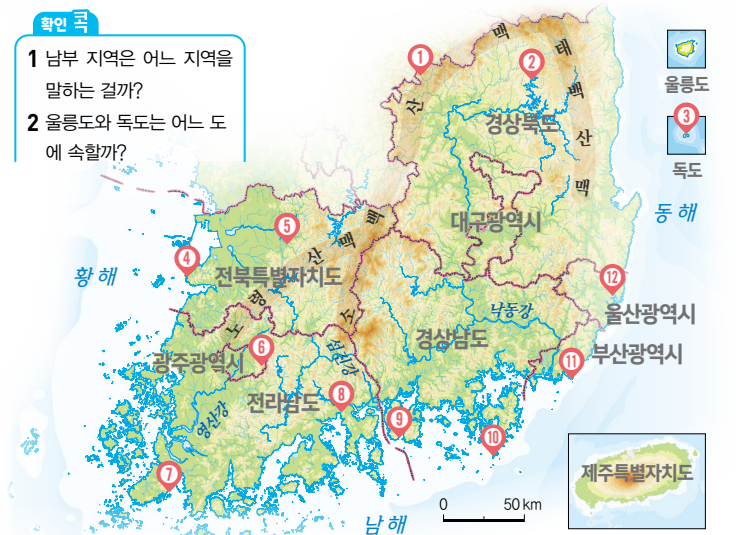 확인 콕
1 남부 지역은 어느 지역을
말하는 걸까?
2 울릉도와 독도는 어느 도
에 속할까?
1
2
맥
태
백
산
맥
산
경상북도
울릉도
3
독도
대구광역시
동해
백
맥
산
5
4
전북특별자치도
황해
12
령
노
소
낙동강
울산광역시
경상남도
섬진강
광주광역시
6
11
부산광역시
8
전라남도
영산강
9
10
7
제주특별자치도
0 50 km
남해